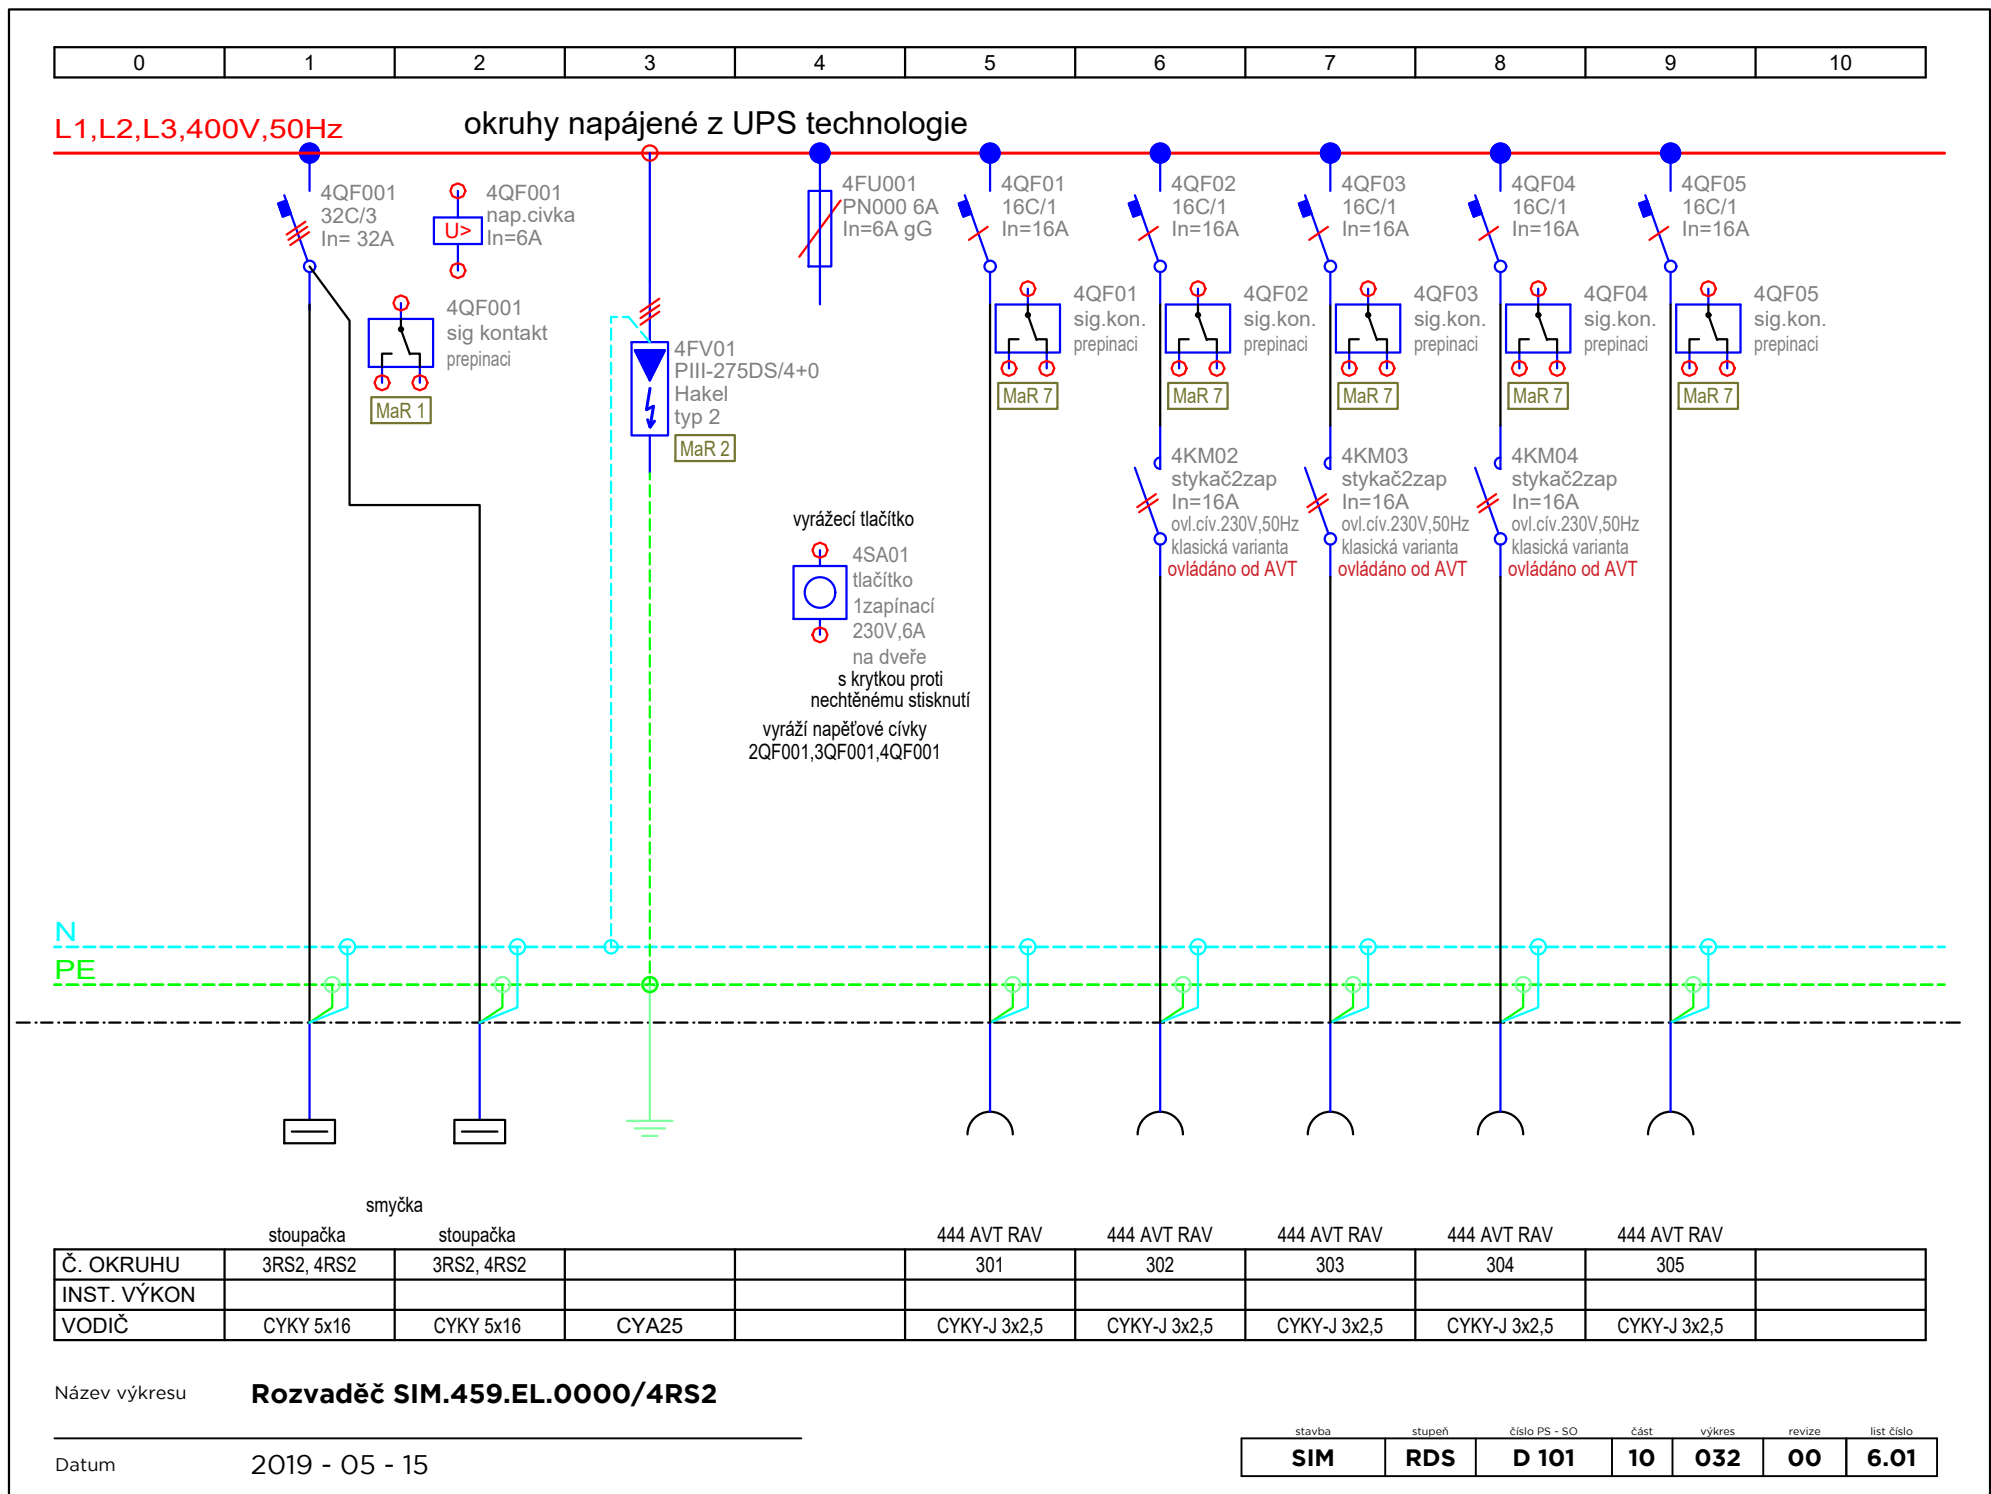 0 1 2 3 4 5 6 7 8 9 10
L1,L2,L3,400V,50Hz
okruhy napájené z UPS technologie
4QF001
32C/3
In= 32A
4QF001
nap.civka
In=6A
U>
4QF001
sig kontakt
prepinaci
MaR 1
4FV01
PIII-275DS/4+0
Hakel
typ 2
MaR 2
4FU001
PN000 6A
In=6A gG
vyrážecí tlačítko
4SA01
tlačítko
1zapínací
230V,6A
na dveře
s krytkou proti
nechtěnému stisknutí
vyráží napěťové cívky
2QF001,3QF001,4QF001
4QF01
16C/1
In=16A
4QF01
sig.kon.
prepinaci
MaR 7
4QF02
16C/1
In=16A
4QF02
sig.kon.
prepinaci
MaR 7
4KM02
stykač2zap
In=16A
ovl.cív.230V,50Hz
klasická varianta
ovládáno od AVT
4QF03
16C/1
In=16A
4QF03
sig.kon.
prepinaci
MaR 7
4KM03
stykač2zap
In=16A
ovl.cív.230V,50Hz
klasická varianta
ovládáno od AVT
4QF04
16C/1
In=16A
4QF04
sig.kon.
prepinaci
MaR 7
4KM04
stykač2zap
In=16A
ovl.cív.230V,50Hz
klasická varianta
ovládáno od AVT
4QF05
16C/1
In=16A
4QF05
sig.kon.
prepinaci
MaR 7
N
PE
smyčka
stoupačka stoupačka 444 AVT RAV 444 AVT RAV 444 AVT RAV 444 AVT RAV 444 AVT RAV
Č. OKRUHU 3RS2, 4RS2 3RS2, 4RS2 301 302 303 304 305
INST. VÝKON
VODIČ CYKY 5x16 CYKY 5x16 CYA25 CYKY-J 3x2,5 CYKY-J 3x2,5 CYKY-J 3x2,5 CYKY-J 3x2,5 CYKY-J 3x2,5
Název výkresu Rozvaděč SIM.459.EL.0000/4RS2
Datum 2019 - 05 - 15
stavba stupeň číslo PS - SO část výkres revize list číslo
SIM RDS D 101 10 032 00 6.01